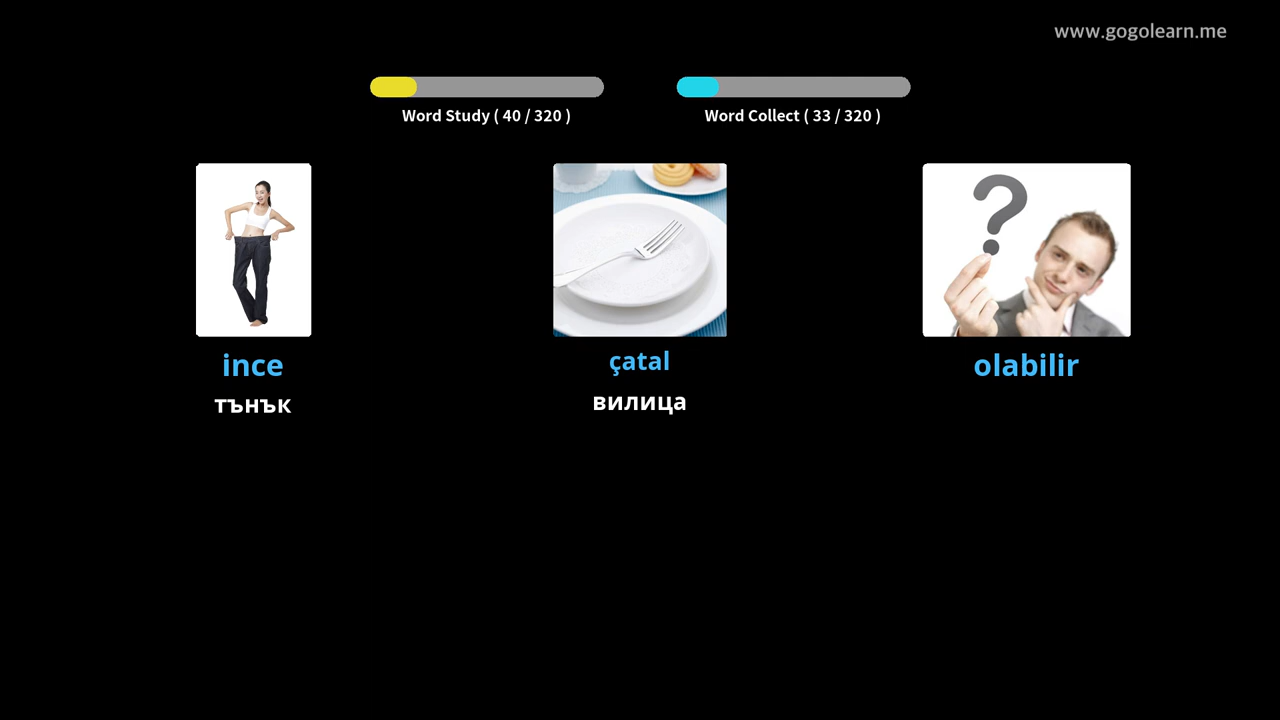 www.gogolearn.me
Word Study ( 40 / 320 )
Word Collect ( 33 / 320 )
ince
тънък
çatal
вилица
olabilir